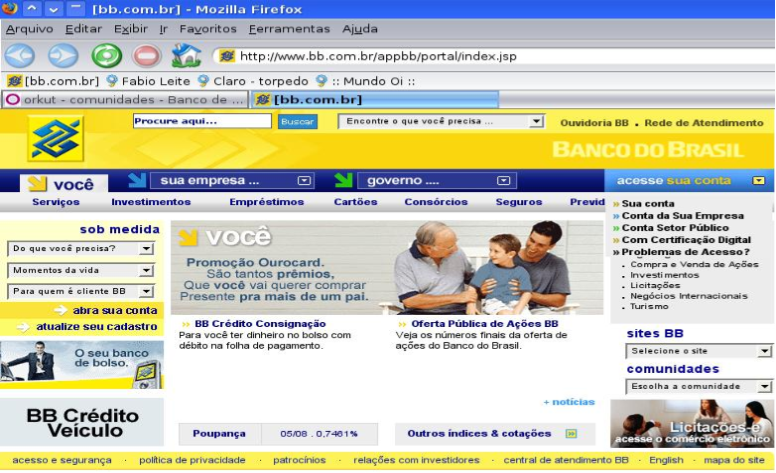 [bb.com.br] - Mozilla Firefox
Arquivo Editar Exibir Ir Favoritos Ferramentas Ajuda
http://www.bb.com.br/appbb/portal/index.jsp
[bb.com.br] Fabio Leite Claro - torpedo :: Mundo Oi ::
orkut - comunidades - Banco de ... [bb.com.br]
Procure aqui... Buscar Encontre o que você precisa ... Ouvidoria BB Rede de Atendimento
BANCO DO BRASIL
você sua empresa ... governo .... acesse sua conta
Serviços Investimentos Empréstimos Cartões Consórcios Seguros Previd
Sua conta
Conta da Sua Empresa
Conta Setor Público
Com Certificação Digital
Problemas de Acesso?
Compra e Venda de Ações
Investimentos
Licitações
Negócios Internacionais
Turismo
sob medida
Do que você precisa?
Momentos da vida
Para quem é cliente BB
abra sua conta
atualize seu cadastro
você
Promoção Ourocard.
São tantos prêmios,
Que você vai querer comprar
Presente pra mais de um pai.
BB Crédito Consignação
Para você ter dinheiro no bolso com
débito na folha de pagamento.
Oferta Pública de Ações BB
Veja os números finais da oferta de
ações do Banco do Brasil.
sites BB
Selecione o site
comunidades
Escolha a comunidade
O seu banco
de bolso.
+ notícias
BB Crédito
Veículo
Poupança 05/08 . 0,7461% Outros índices & cotações
Licitações-e
acesse o comércio eletrônico
acesso e segurança · política de privacidade · patrocínios · relações com investidores · central de atendimento BB · English · mapa do site